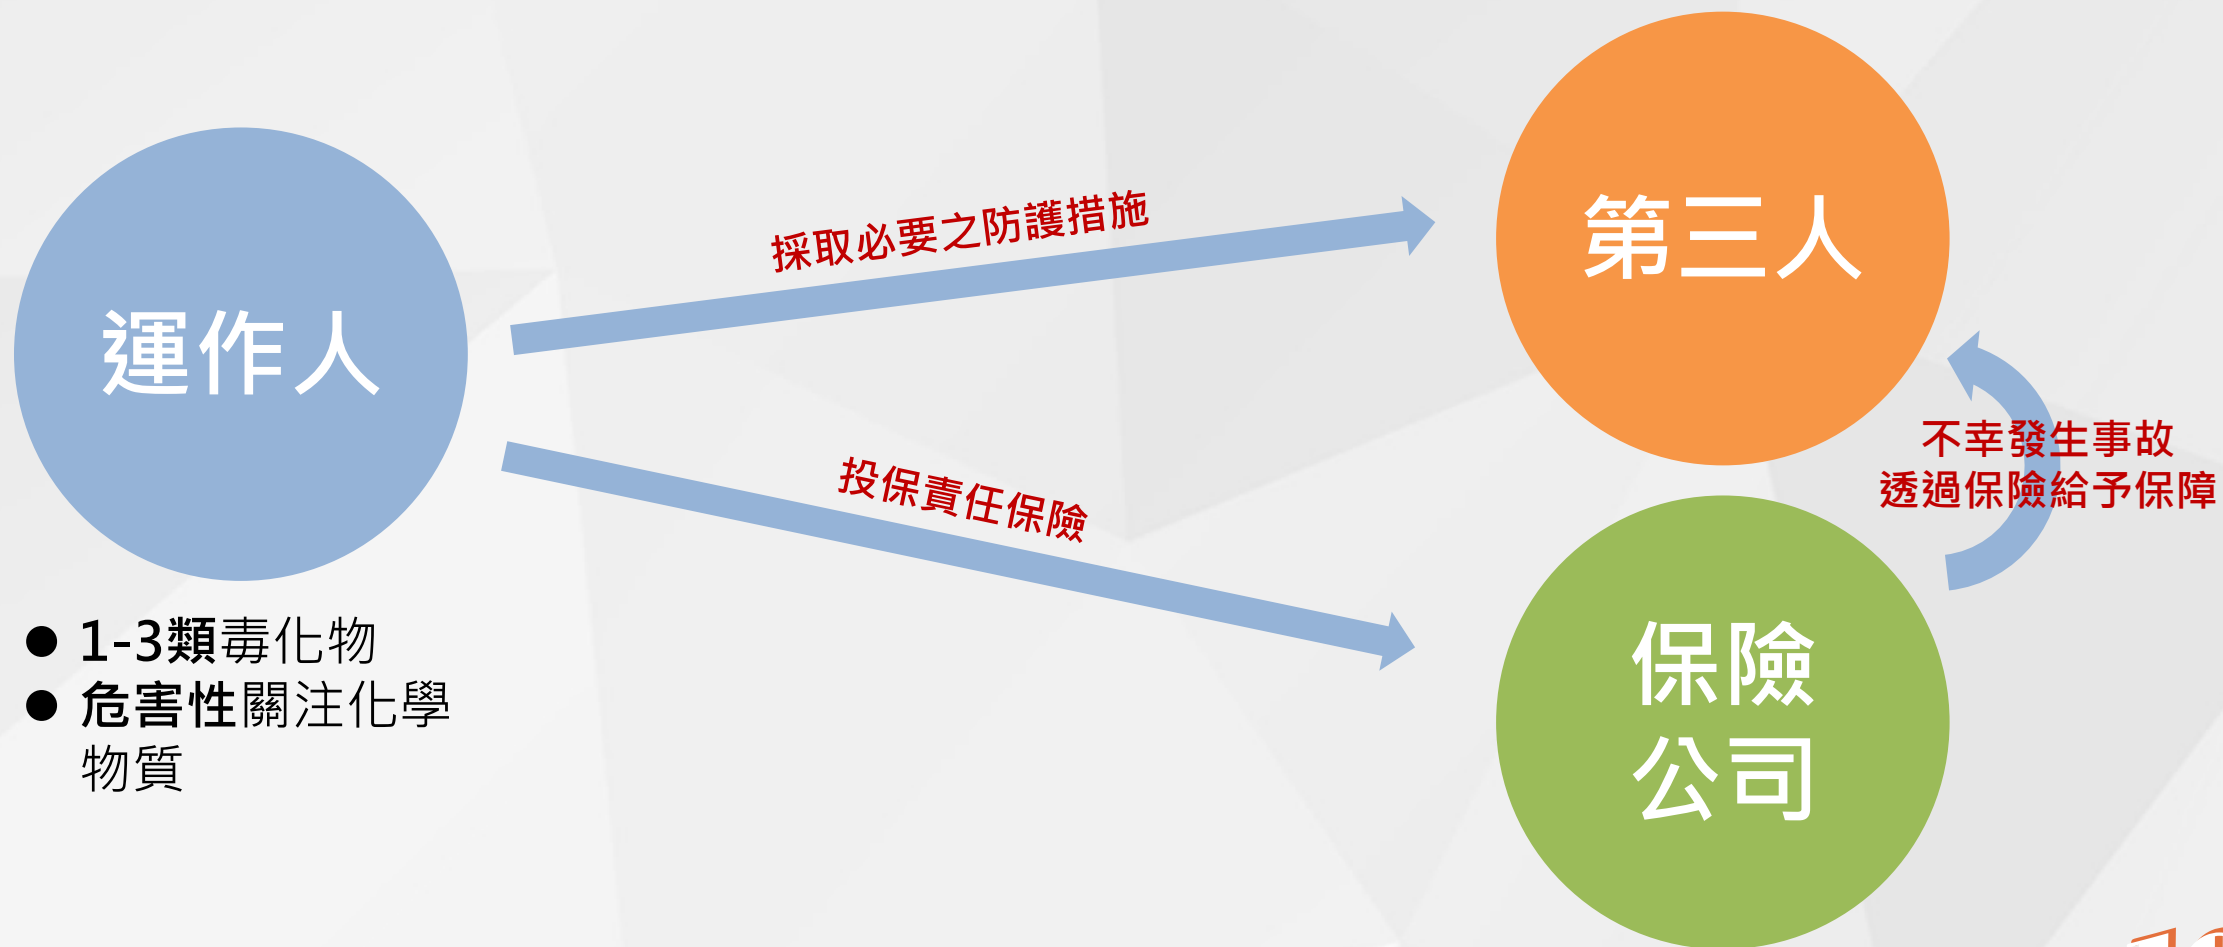 運作人
● 1-3類毒化物
● 危害性關注化學
物質
採取必要之防護措施
投保責任保險
第三人
不幸發生事故
透過保險給予保障
保險
公司